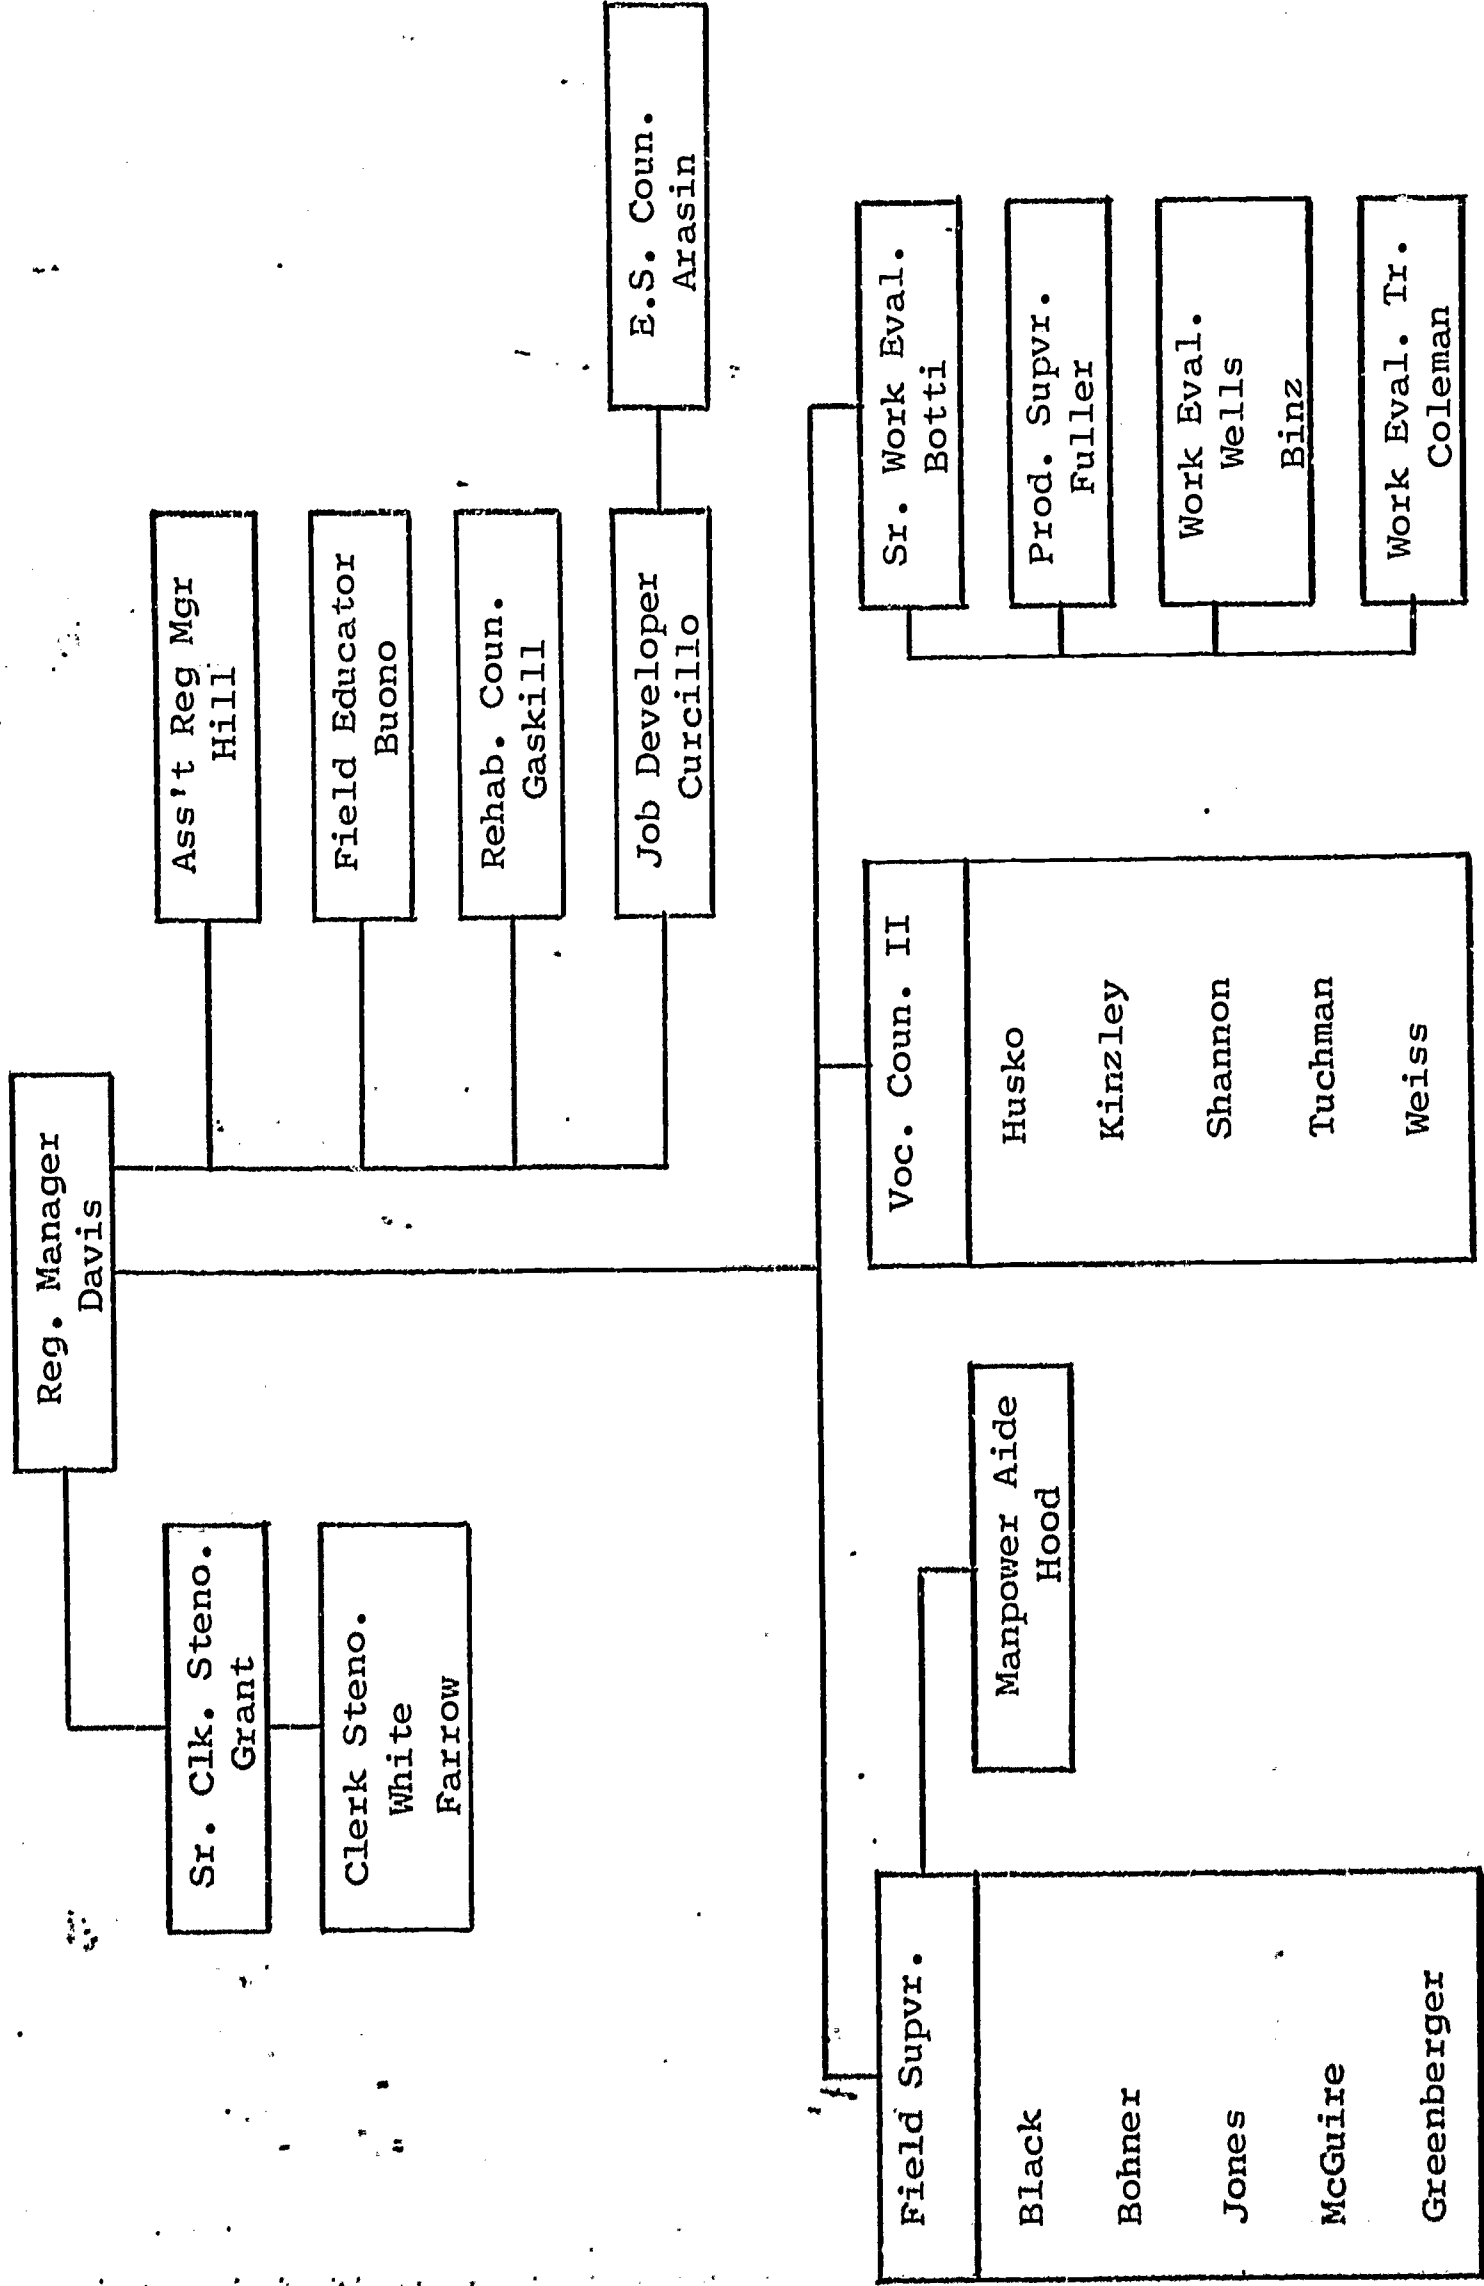 Reg. Manager
Davis
Sr. Clk. Steno.
Grant
Clerk Steno.
White
Farrow
Ass't Reg Mgr
Hill
Field Educator
Buono
Rehab. Coun.
Gaskill
Job Developer
Curcillo
E.S. Coun.
Arasin
Field Supvr.
Black
Bohner
Jones
McGuire
Greenberger
Manpower Aide
Hood
Voc. Coun. II
Husko
Kinzley
Shannon
Tuchman
Weiss
Sr. Work Eval.
Botti
Prod. Supvr.
Fuller
Work Eval.
Wells
Binz
Work Eval. Tr.
Coleman